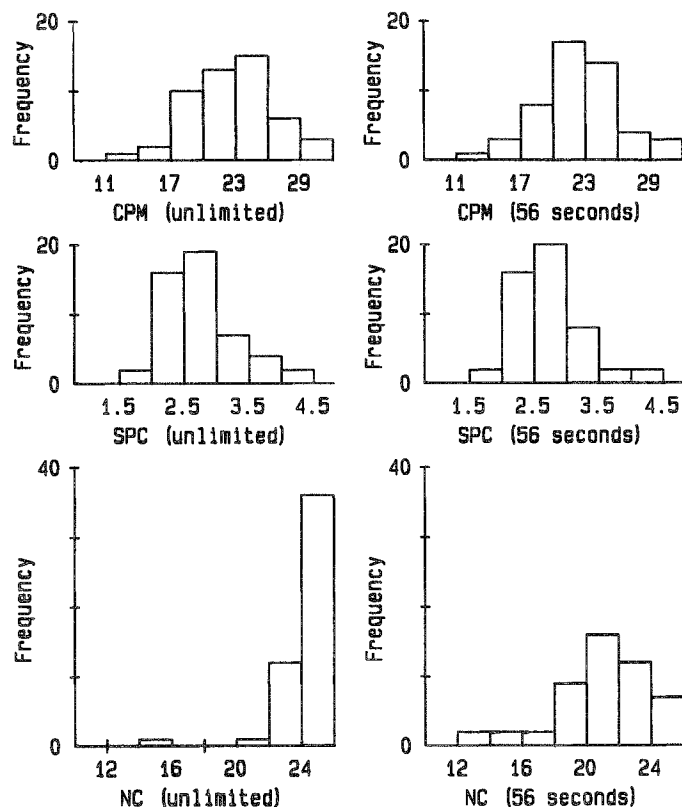 20
Frequency
0
11 17 23 29
CPM (unlimited)
20
Frequency
0
11 17 23 29
CPM (56 seconds)
20
Frequency
0
1.5 2.5 3.5 4.5
SPC (unlimited)
20
Frequency
0
1.5 2.5 3.5 4.5
SPC (56 seconds)
40
Frequency
0
12 16 20 24
NC (unlimited)
40
Frequency
0
12 16 20 24
NC (56 seconds)